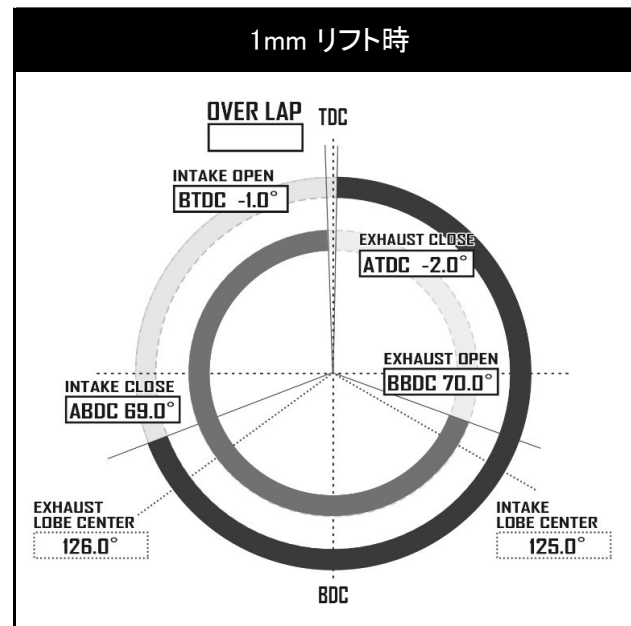 1mm リフト時
OVER LAP
TDC
INTAKE OPEN
BTDC -1.0°
EXHAUST CLOSE
ATDC -2.0°
EXHAUST OPEN
BBDC 70.0°
INTAKE CLOSE
ABDC 69.0°
EXHAUST
LOBE CENTER
126.0°
INTAKE
LOBE CENTER
125.0°
BDC